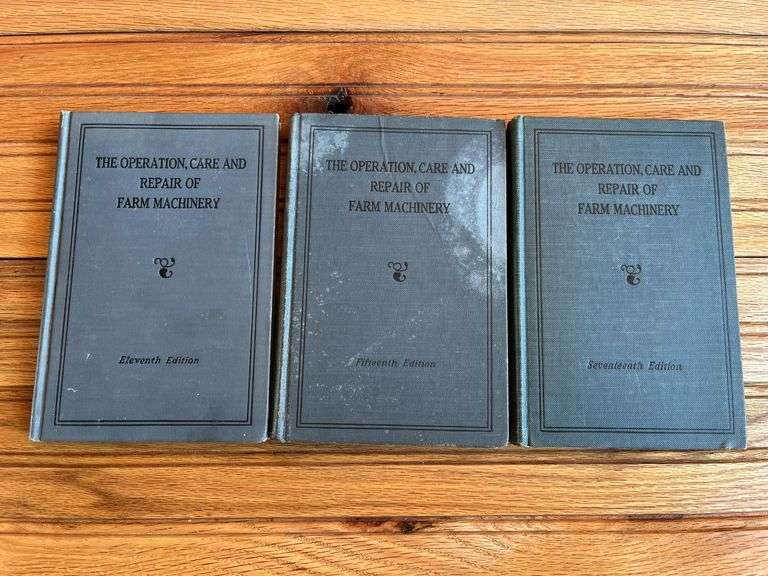 THE OPERATION, CARE AND
REPAIR OF
FARM MACHINERY
Eleventh Edition
THE OPERATION, CARE AND
REPAIR OF
FARM MACHINERY
Fifteenth Edition
THE OPERATION, CARE AND
REPAIR OF
FARM MACHINERY
Seventeenth Edition